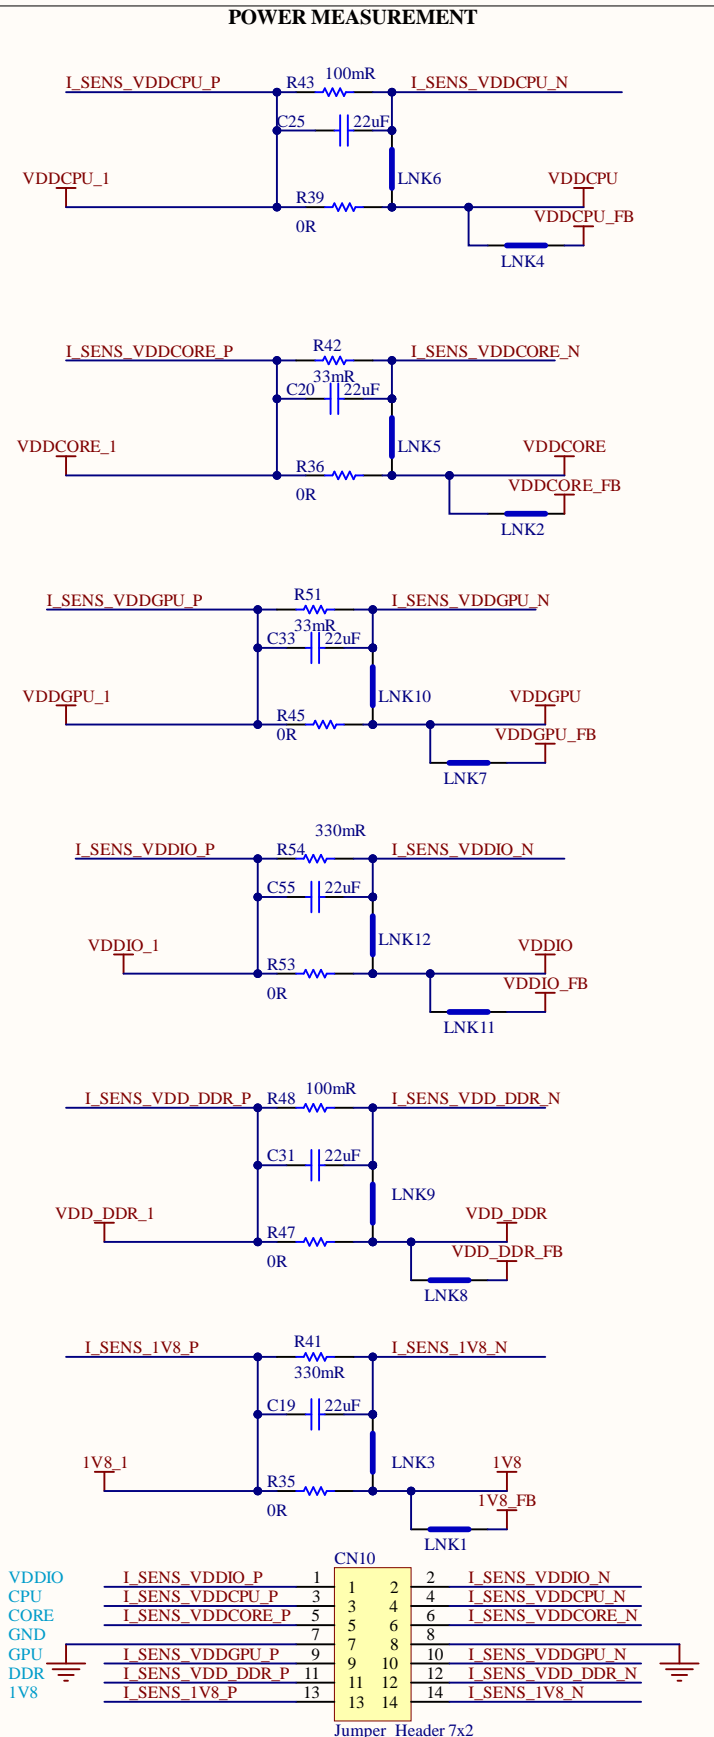 POWER MEASUREMENT
I_SENS_VDDCPU_P R43 100mR I_SENS_VDDCPU_N
C25 22uF
VDDCPU_1 LNK6 VDDCPU
R39 VDDCPU_FB
0R
LNK4
I_SENS_VDDCORE_P R42 I_SENS_VDDCORE_N
33mR
C20 22uF
VDDCORE_1 LNK5 VDDCORE
R36 VDDCORE_FB
0R
LNK2
I_SENS_VDDGPU_P R51 I_SENS_VDDGPU_N
33mR
C33 22uF
VDDGPU_1 LNK10 VDDGPU
R45 VDDGPU_FB
0R
LNK7
330mR
I_SENS_VDDIO_P R54 I_SENS_VDDIO_N
C55 22uF
VDDIO_1 LNK12 VDDIO
R53 VDDIO_FB
0R
LNK11
100mR
I_SENS_VDD_DDR_P R48 I_SENS_VDD_DDR_N
C31 22uF
LNK9
VDD_DDR_1 VDD_DDR
R47 VDD_DDR_FB
0R
LNK8
I_SENS_1V8_P R41 I_SENS_1V8_N
330mR
C19 22uF
1V8_1 LNK3 1V8
R35 1V8_FB
0R
LNK1
CN10
VDDIO I_SENS_VDDIO_P 1 1 2 2 I_SENS_VDDIO_N
CPU I_SENS_VDDCPU_P 3 3 4 4 I_SENS_VDDCPU_N
CORE I_SENS_VDDCORE_P 5 5 6 6 I_SENS_VDDCORE_N
GND 7 7 8 8
GPU I_SENS_VDDGPU_P 9 9 10 10 I_SENS_VDDGPU_N
DDR I_SENS_VDD_DDR_P 11 11 12 12 I_SENS_VDD_DDR_N
1V8 I_SENS_1V8_P 13 13 14 14 I_SENS_1V8_N
Jumper_Header 7x2